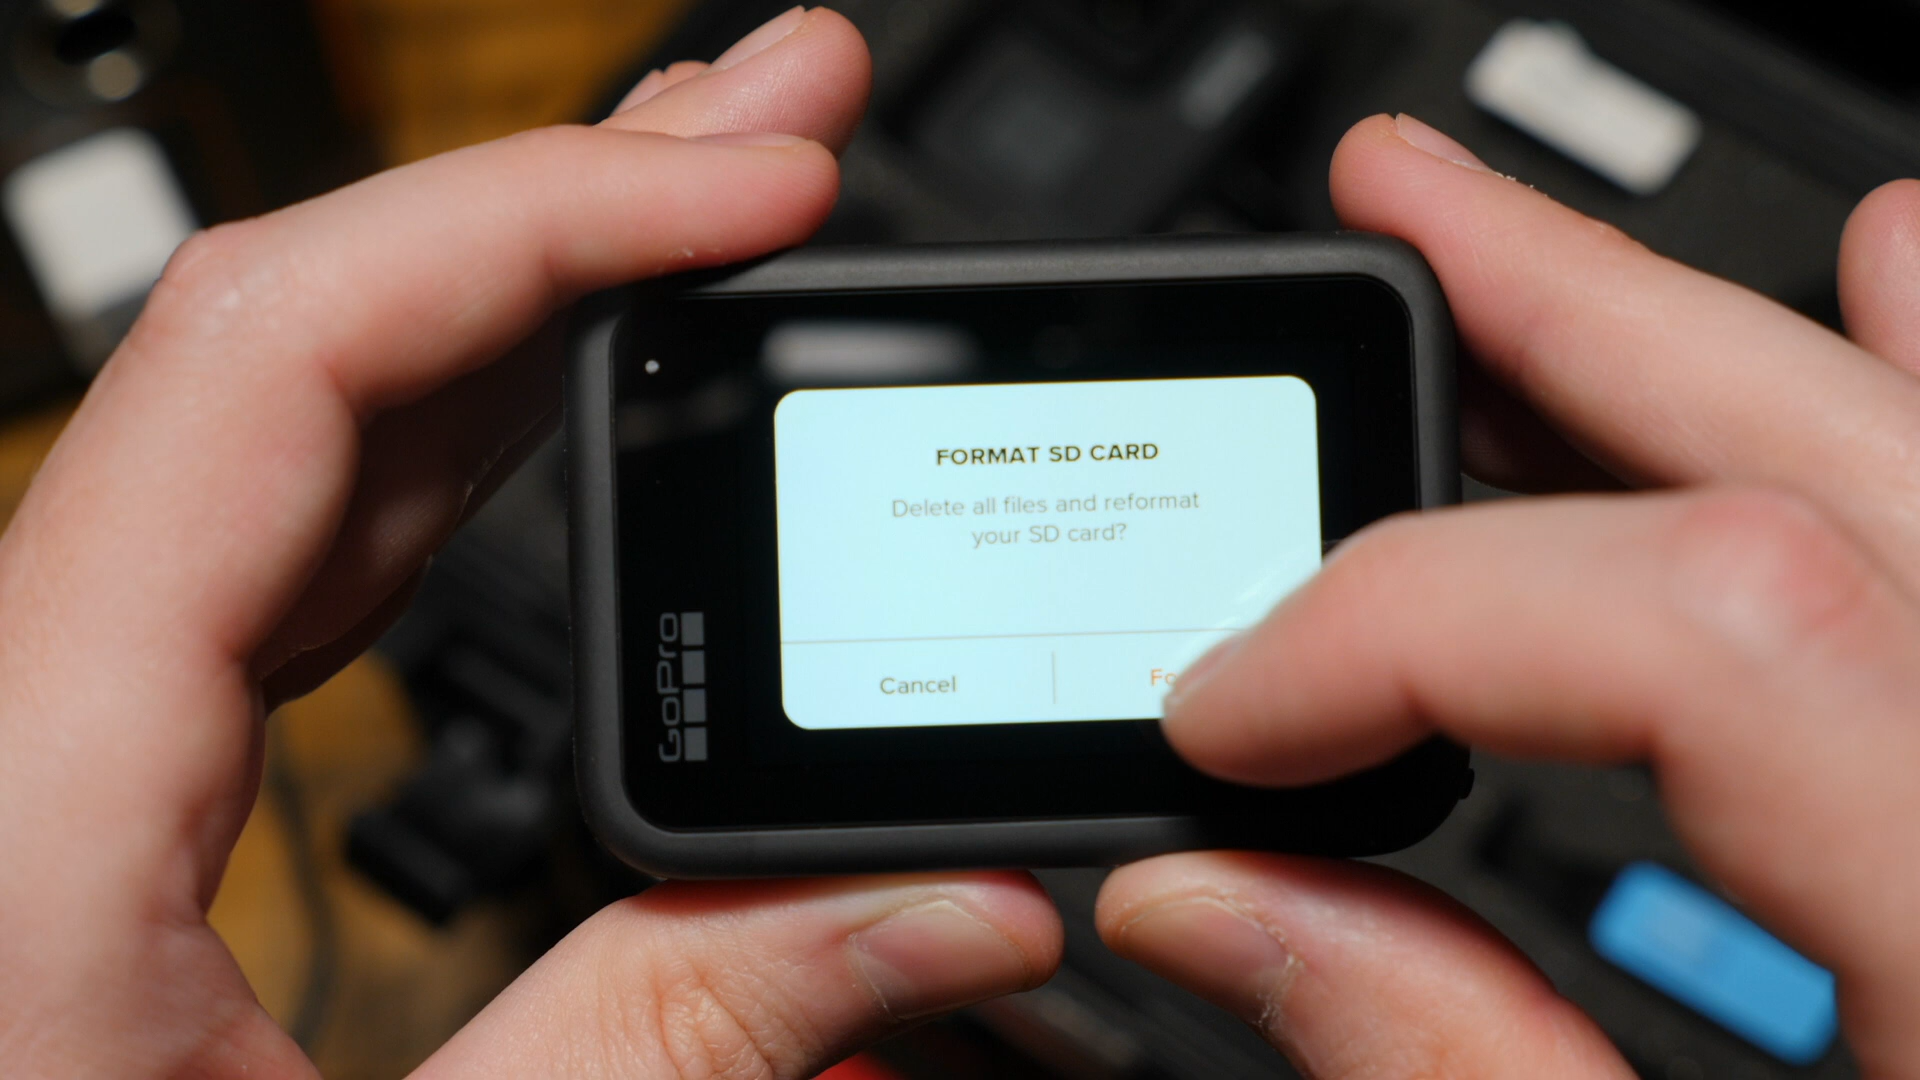 FORMAT SD CARD
Delete all files and reformat
your SD card?
Cancel
GoPro